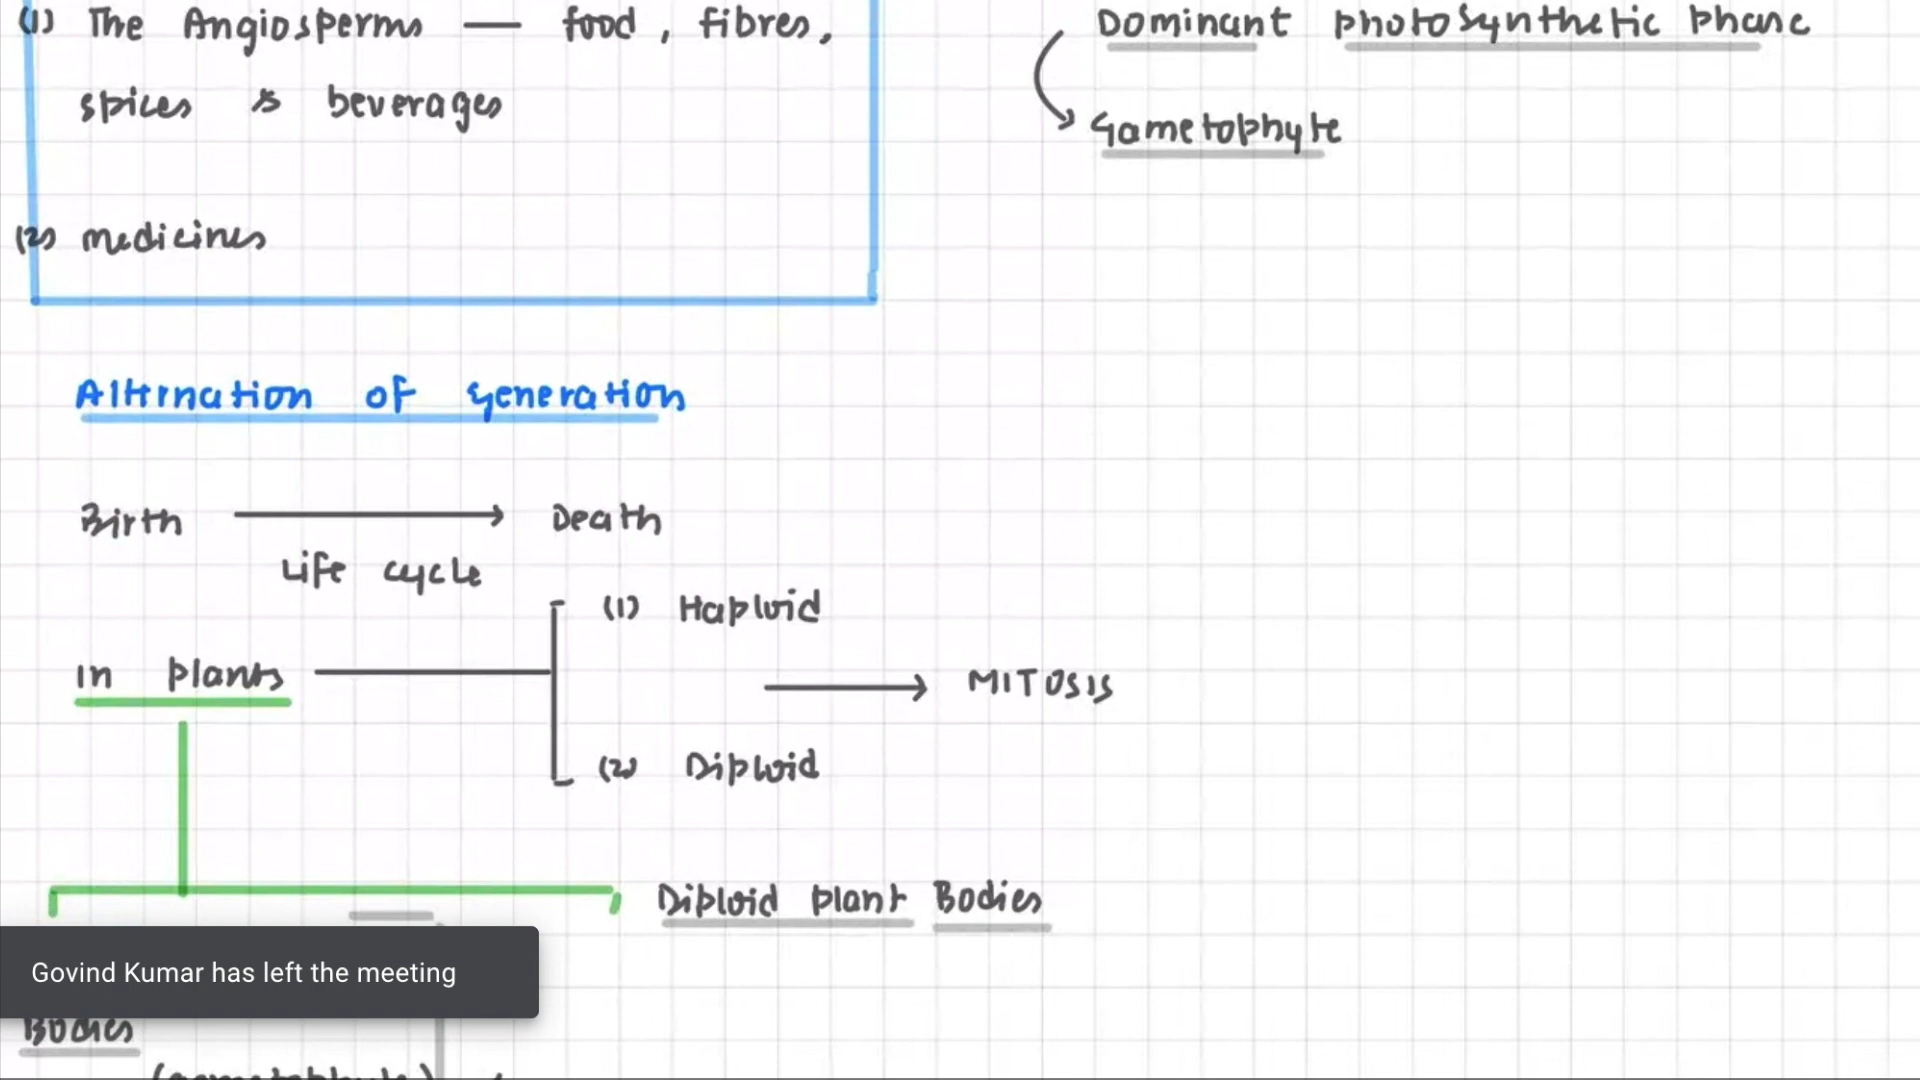 (1) The Angiosperms — food, fibres,
spices & beverages
(2) medicines
Dominant photosynthetic phase
Gametophyte
Alternation of generation
Birth → Death
Life cycle
In plants
(1) Haploid
→ MITOSIS
(2) Diploid
Diploid plant Bodies
Govind Kumar has left the meeting
Bodies
(gametophyte)